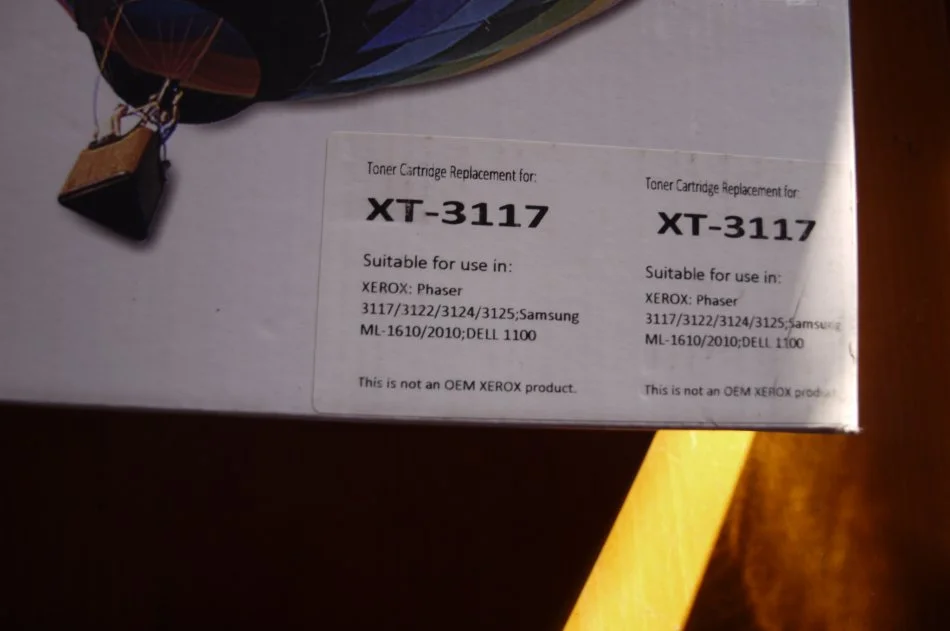 Toner Cartridge Replacement for:
XT-3117
Suitable for use in:
XEROX: Phaser
3117/3122/3124/3125;Samsung
ML-1610/2010;DELL 1100
This is not an OEM XEROX product.
Toner Cartridge Replacement for:
XT-3117
Suitable for use in:
XEROX: Phaser
3117/3122/3124/3125;Samsung
ML-1610/2010;DELL 1100
This is not an OEM XEROX